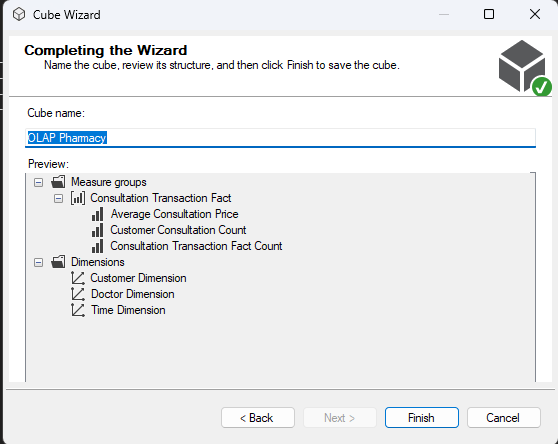 Cube Wizard
Completing the Wizard
Name the cube, review its structure, and then click Finish to save the cube.
Cube name:
OLAP Pharmacy
Preview:
Measure groups
Consultation Transaction Fact
Average Consultation Price
Customer Consultation Count
Consultation Transaction Fact Count
Dimensions
Customer Dimension
Doctor Dimension
Time Dimension
< Back Next > Finish Cancel